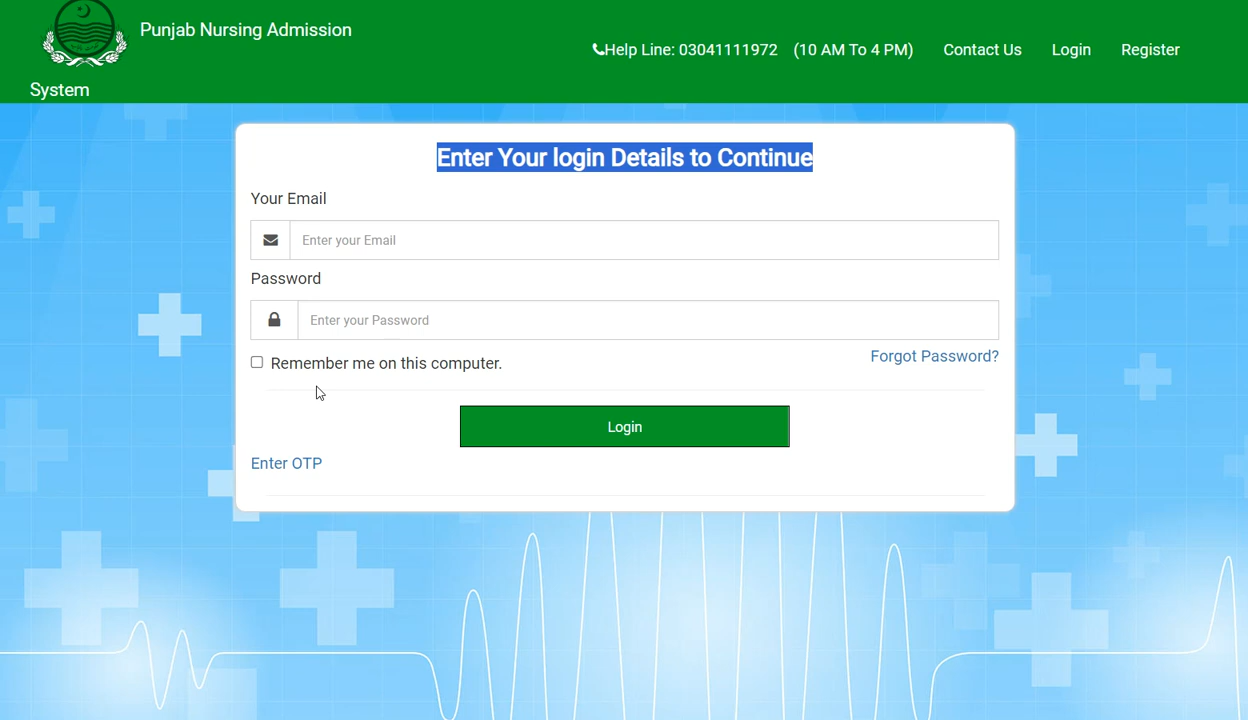 Punjab Nursing Admission
System
Help Line: 03041111972 (10 AM To 4 PM) Contact Us Login Register
Enter Your login Details to Continue
Your Email
Enter your Email
Password
Enter your Password
Remember me on this computer.
Forgot Password?
Login
Enter OTP